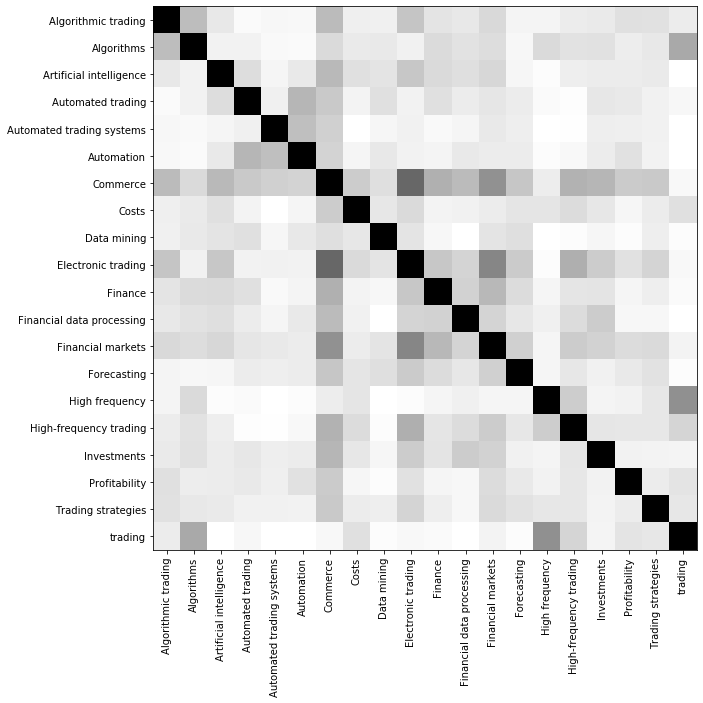 Algorithmic trading
Algorithms
Artificial intelligence
Automated trading
Automated trading systems
Automation
Commerce
Costs
Data mining
Electronic trading
Finance
Financial data processing
Financial markets
Forecasting
High frequency
High-frequency trading
Investments
Profitability
Trading strategies
trading
Algorithmic trading
Algorithms
Artificial intelligence
Automated trading
Automated trading systems
Automation
Commerce
Costs
Data mining
Electronic trading
Finance
Financial data processing
Financial markets
Forecasting
High frequency
High-frequency trading
Investments
Profitability
Trading strategies
trading